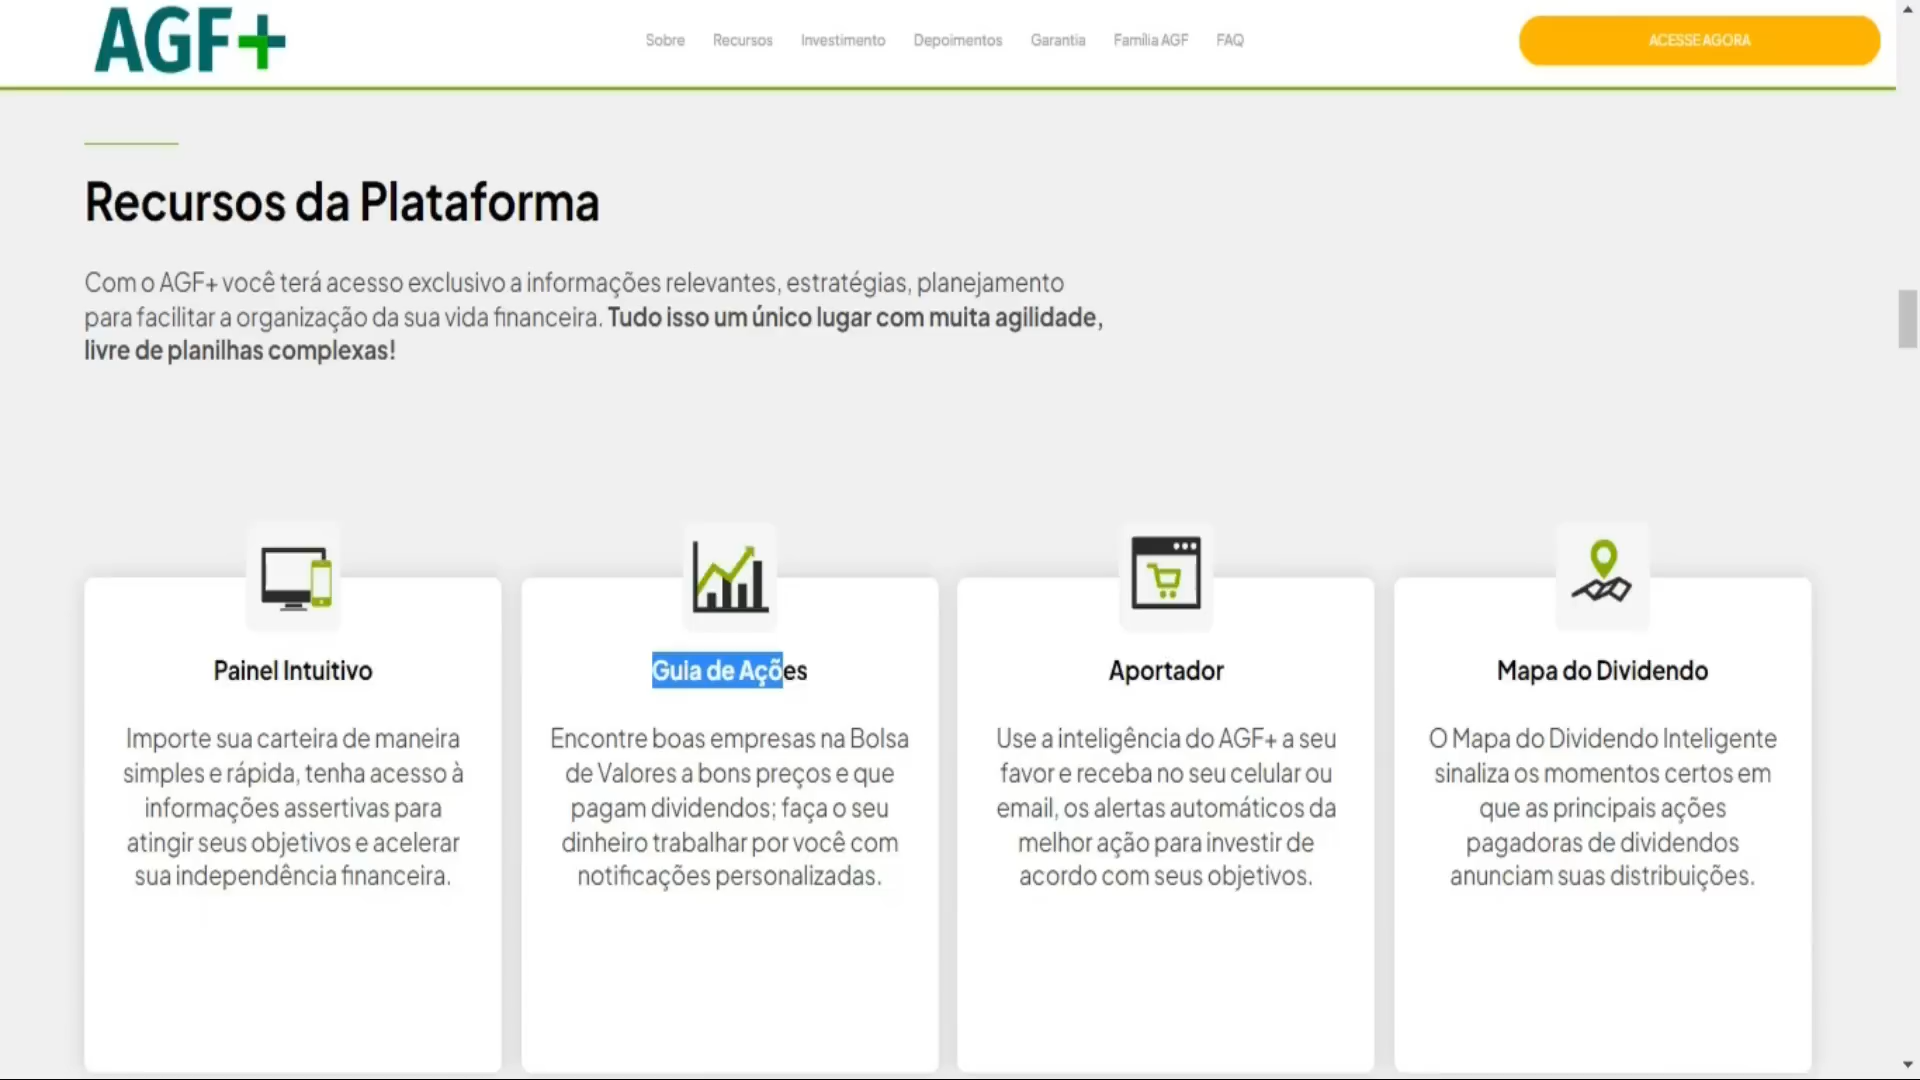 AGF+
Sobre Recursos Investimento Depoimentos Garantia Família AGF FAQ
ACESSE AGORA
Recursos da Plataforma
Com o AGF+ você terá acesso exclusivo a informações relevantes, estratégias, planejamento
para facilitar a organização da sua vida financeira. Tudo isso um único lugar com muita agilidade,
livre de planilhas complexas!
Painel Intuitivo
Importe sua carteira de maneira
simples e rápida, tenha acesso à
informações assertivas para
atingir seus objetivos e acelerar
sua independência financeira.
Guia de Ações
Encontre boas empresas na Bolsa
de Valores a bons preços e que
pagam dividendos; faça o seu
dinheiro trabalhar por você com
notificações personalizadas.
Aportador
Use a inteligência do AGF+ a seu
favor e receba no seu celular ou
email, os alertas automáticos da
melhor ação para investir de
acordo com seus objetivos.
Mapa do Dividendo
O Mapa do Dividendo Inteligente
sinaliza os momentos certos em
que as principais ações
pagadoras de dividendos
anunciam suas distribuições.